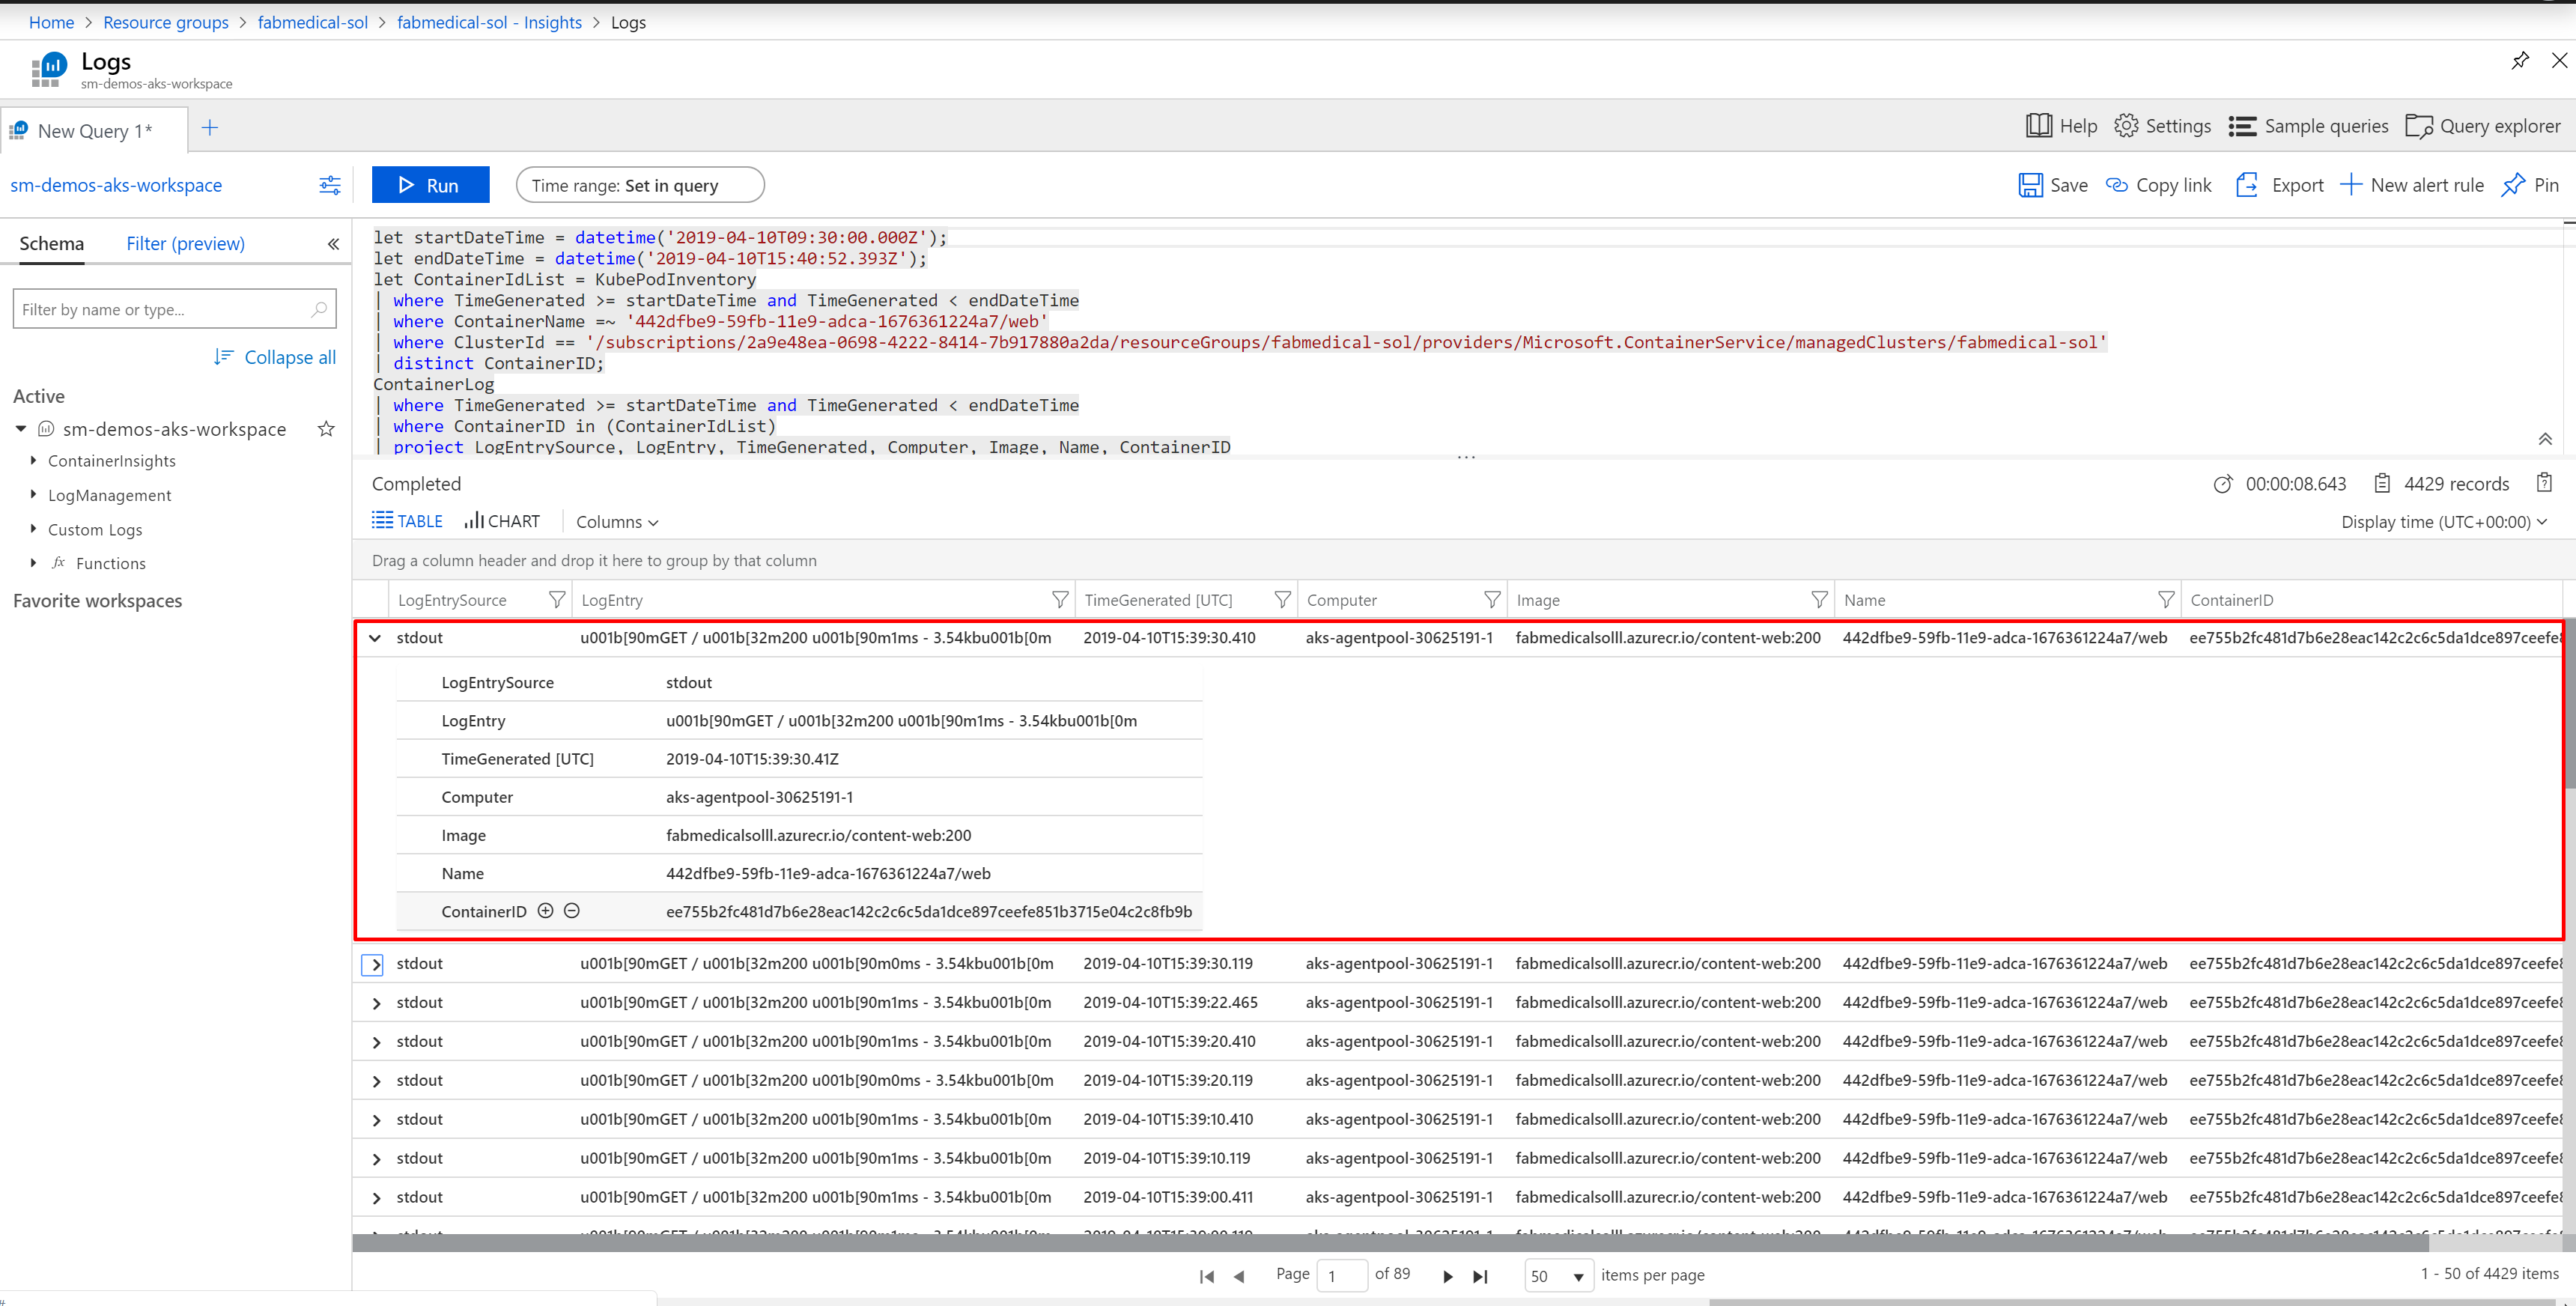 Home > Resource groups > fabmedical-sol > fabmedical-sol - Insights > Logs
Logs
sm-demos-aks-workspace
New Query 1*
Help Settings Sample queries Query explorer
sm-demos-aks-workspace
Run
Time range: Set in query
Save Copy link Export New alert rule Pin
Schema Filter (preview)
Filter by name or type...
Collapse all
Active
sm-demos-aks-workspace
ContainerInsights
LogManagement
Custom Logs
fx Functions
Favorite workspaces
let startDateTime = datetime('2019-04-10T09:30:00.000Z');
let endDateTime = datetime('2019-04-10T15:40:52.393Z');
let ContainerIdList = KubePodInventory
| where TimeGenerated >= startDateTime and TimeGenerated < endDateTime
| where ContainerName =~ '442dfbe9-59fb-11e9-adca-1676361224a7/web'
| where ClusterId == '/subscriptions/2a9e48ea-0698-4222-8414-7b917880a2da/resourceGroups/fabmedical-sol/providers/Microsoft.ContainerService/managedClusters/fabmedical-sol'
| distinct ContainerID;
ContainerLog
| where TimeGenerated >= startDateTime and TimeGenerated < endDateTime
| where ContainerID in (ContainerIdList)
| project LogEntrySource, LogEntry, TimeGenerated, Computer, Image, Name, ContainerID
Completed
00:00:08.643 4429 records
TABLE CHART Columns
Display time (UTC+00:00)
Drag a column header and drop it here to group by that column
LogEntrySource LogEntry TimeGenerated [UTC] Computer Image Name ContainerID
stdout u001b[90mGET / u001b[32m200 u001b[90m1ms - 3.54kbu001b[0m 2019-04-10T15:39:30.410 aks-agentpool-30625191-1 fabmedicalsolll.azurecr.io/content-web:200 442dfbe9-59fb-11e9-adca-1676361224a7/web ee755b2fc481d7b6e28eac142c2c6c5da1dce897ceefe8
LogEntrySource stdout
LogEntry u001b[90mGET / u001b[32m200 u001b[90m1ms - 3.54kbu001b[0m
TimeGenerated [UTC] 2019-04-10T15:39:30.41Z
Computer aks-agentpool-30625191-1
Image fabmedicalsolll.azurecr.io/content-web:200
Name 442dfbe9-59fb-11e9-adca-1676361224a7/web
ContainerID ee755b2fc481d7b6e28eac142c2c6c5da1dce897ceefe851b3715e04c2c8fb9b
stdout u001b[90mGET / u001b[32m200 u001b[90m0ms - 3.54kbu001b[0m 2019-04-10T15:39:30.119 aks-agentpool-30625191-1 fabmedicalsolll.azurecr.io/content-web:200 442dfbe9-59fb-11e9-adca-1676361224a7/web ee755b2fc481d7b6e28eac142c2c6c5da1dce897ceefe8
stdout u001b[90mGET / u001b[32m200 u001b[90m1ms - 3.54kbu001b[0m 2019-04-10T15:39:22.465 aks-agentpool-30625191-1 fabmedicalsolll.azurecr.io/content-web:200 442dfbe9-59fb-11e9-adca-1676361224a7/web ee755b2fc481d7b6e28eac142c2c6c5da1dce897ceefe8
stdout u001b[90mGET / u001b[32m200 u001b[90m1ms - 3.54kbu001b[0m 2019-04-10T15:39:20.410 aks-agentpool-30625191-1 fabmedicalsolll.azurecr.io/content-web:200 442dfbe9-59fb-11e9-adca-1676361224a7/web ee755b2fc481d7b6e28eac142c2c6c5da1dce897ceefe8
stdout u001b[90mGET / u001b[32m200 u001b[90m0ms - 3.54kbu001b[0m 2019-04-10T15:39:20.119 aks-agentpool-30625191-1 fabmedicalsolll.azurecr.io/content-web:200 442dfbe9-59fb-11e9-adca-1676361224a7/web ee755b2fc481d7b6e28eac142c2c6c5da1dce897ceefe8
stdout u001b[90mGET / u001b[32m200 u001b[90m1ms - 3.54kbu001b[0m 2019-04-10T15:39:10.410 aks-agentpool-30625191-1 fabmedicalsolll.azurecr.io/content-web:200 442dfbe9-59fb-11e9-adca-1676361224a7/web ee755b2fc481d7b6e28eac142c2c6c5da1dce897ceefe8
stdout u001b[90mGET / u001b[32m200 u001b[90m1ms - 3.54kbu001b[0m 2019-04-10T15:39:10.119 aks-agentpool-30625191-1 fabmedicalsolll.azurecr.io/content-web:200 442dfbe9-59fb-11e9-adca-1676361224a7/web ee755b2fc481d7b6e28eac142c2c6c5da1dce897ceefe8
stdout u001b[90mGET / u001b[32m200 u001b[90m1ms - 3.54kbu001b[0m 2019-04-10T15:39:00.411 aks-agentpool-30625191-1 fabmedicalsolll.azurecr.io/content-web:200 442dfbe9-59fb-11e9-adca-1676361224a7/web ee755b2fc481d7b6e28eac142c2c6c5da1dce897ceefe8
Page 1 of 89 50 items per page 1 - 50 of 4429 items